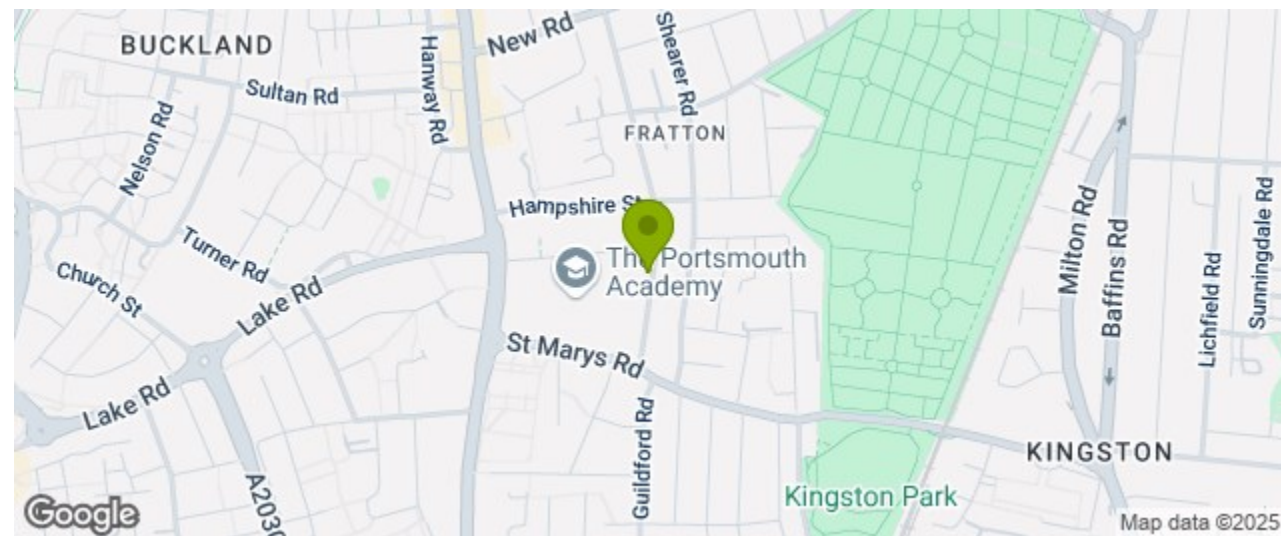 BUCKLAND
New Rd
Shearer Rd
Hanway Rd
Sultan Rd
FRATTON
Nelson Rd
Hampshire St
Milton Rd
Baffins Rd
Sunningdale Rd
Turner Rd
The Portsmouth
Academy
Lichfield Rd
Church St
Lake Rd
St Marys Rd
Lake Rd
Guildford Rd
KINGSTON
A2030
Kingston Park
Google
Map data ©2025